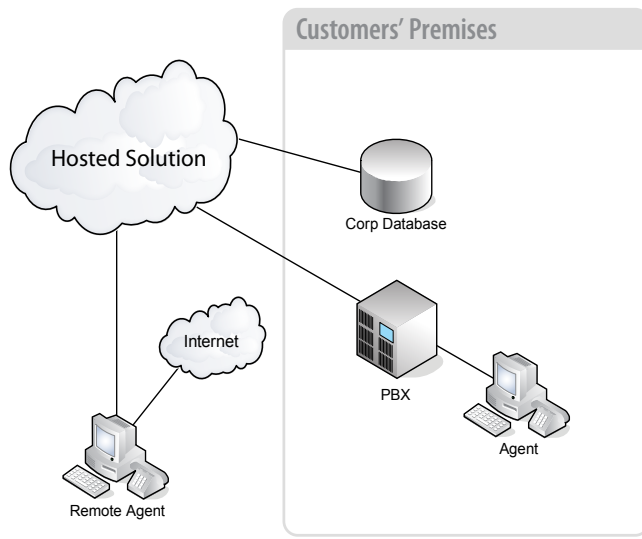 Customers’ Premises
Hosted Solution
Corp Database
Internet
PBX
Agent
Remote Agent